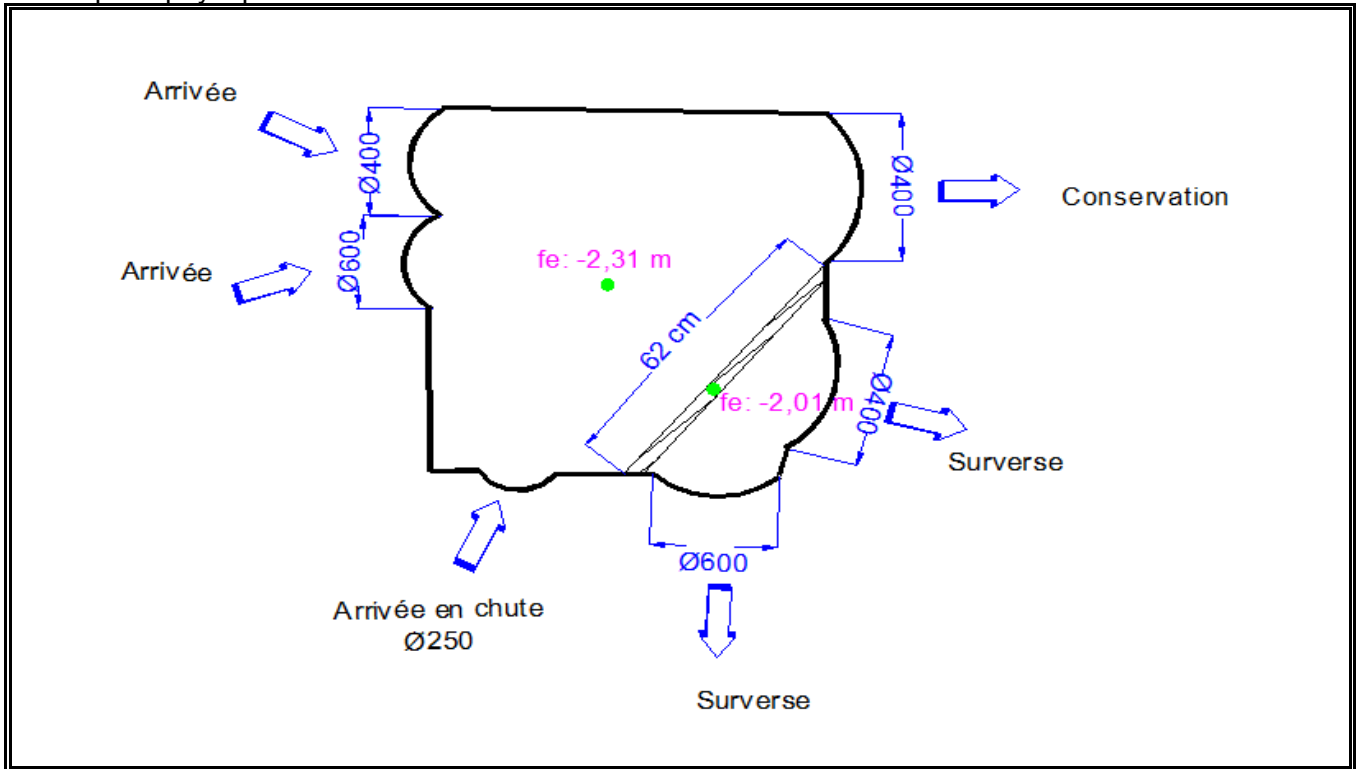 Arrivée
Ø400
Ø400
Conservation
Arrivée
Ø600
fe: -2,31 m
62 cm
fe: -2,01 m
Ø400
Surverse
Ø600
Arrivée en chute
Ø250
Surverse